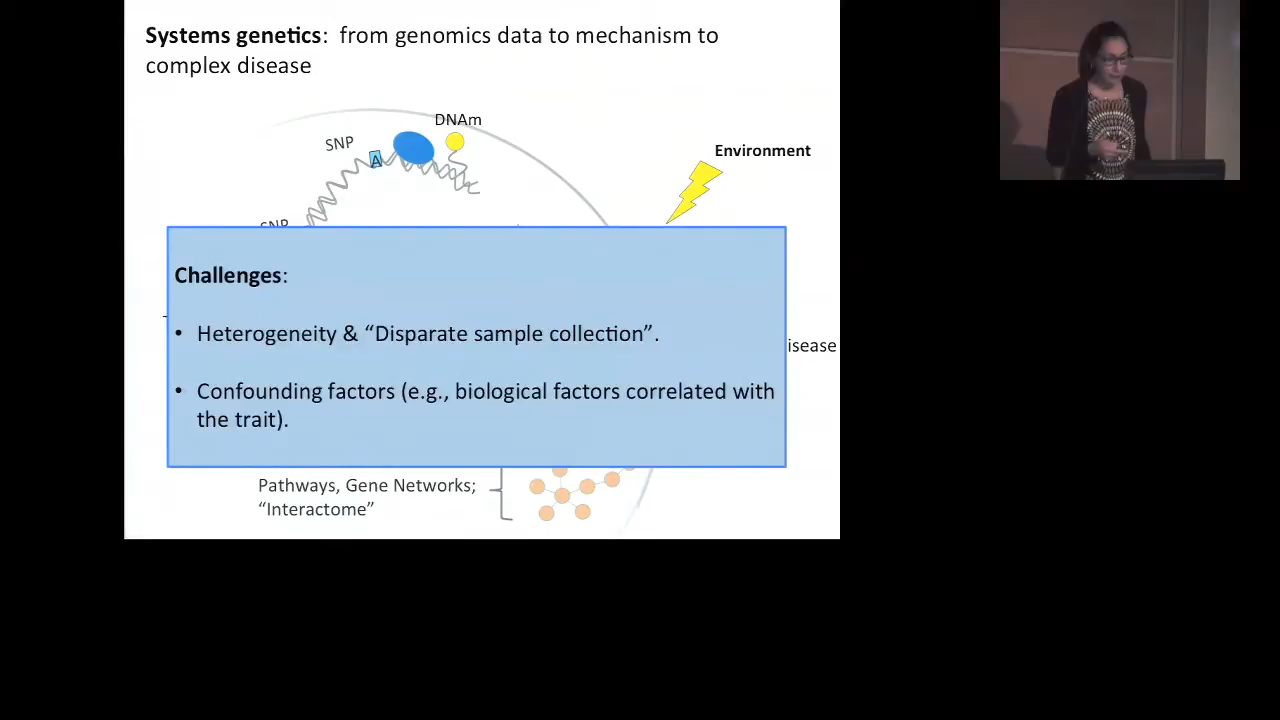 Systems genetics: from genomics data to mechanism to
complex disease
DNAm
SNP
A
Environment
SNP
Challenges:
• Heterogeneity & “Disparate sample collection”.
isease
• Confounding factors (e.g., biological factors correlated with
the trait).
Pathways, Gene Networks;
“Interactome”